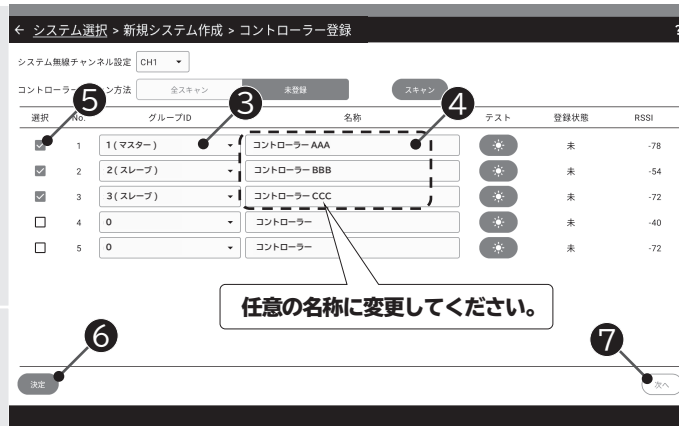 ← システム選択 > 新規システム作成 > コントローラー登録 ?
システム無線チャンネル設定 CH1
コントローラー ン方法 全スキャン 未登録 スキャン
5 3 4
選択 No. グループID 名称 テスト 登録状態 RSSI
1 1 ( マスター ) コントローラー AAA 未 -78
2 2 ( スレーブ ) コントローラー BBB 未 -54
3 3 ( スレーブ ) コントローラー CCC 未 -72
4 0 コントローラー 未 -40
5 0 コントローラー 未 -72
任意の名称に変更してください。
6 7
決定 次へ